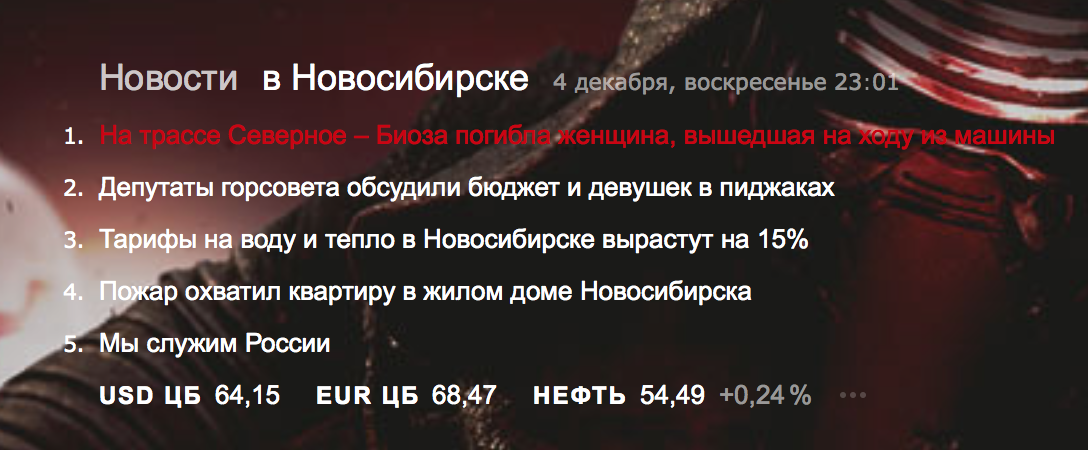 Новости в Новосибирске 4 декабря, воскресенье 23:01
1. На трассе Северное – Биоза погибла женщина, вышедшая на ходу из машины
2. Депутаты горсовета обсудили бюджет и девушек в пиджаках
3. Тарифы на воду и тепло в Новосибирске вырастут на 15%
4. Пожар охватил квартиру в жилом доме Новосибирска
5. Мы служим России
USD ЦБ 64,15 EUR ЦБ 68,47 НЕФТЬ 54,49 +0,24 % •••